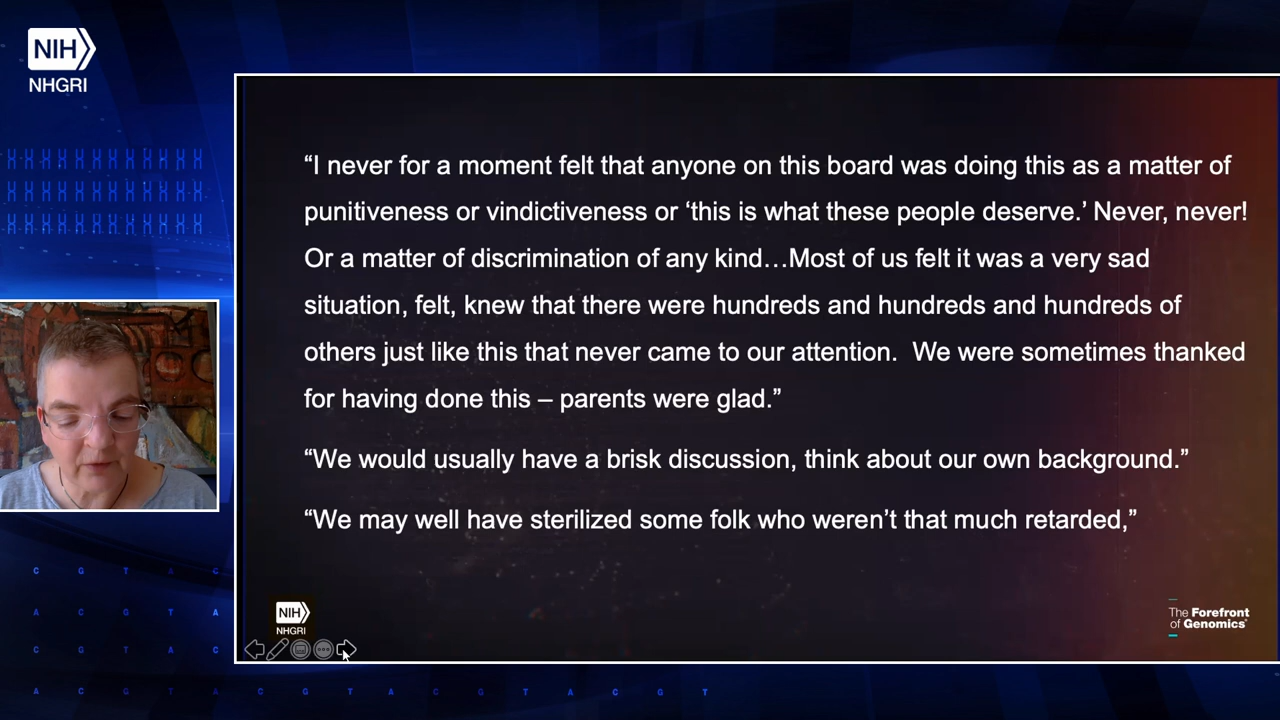 NIH
NHGRI
“I never for a moment felt that anyone on this board was doing this as a matter of
punitiveness or vindictiveness or ‘this is what these people deserve.’ Never, never!
Or a matter of discrimination of any kind…Most of us felt it was a very sad
situation, felt, knew that there were hundreds and hundreds and hundreds of
others just like this that never came to our attention.  We were sometimes thanked
for having done this – parents were glad.”
“We would usually have a brisk discussion, think about our own background.”
“We may well have sterilized some folk who weren’t that much retarded,”
NIH
NHGRI
The Forefront
of Genomics®
C G T A C
A C G T A
C G T A C
A C G T A C G T A C G T A C G T